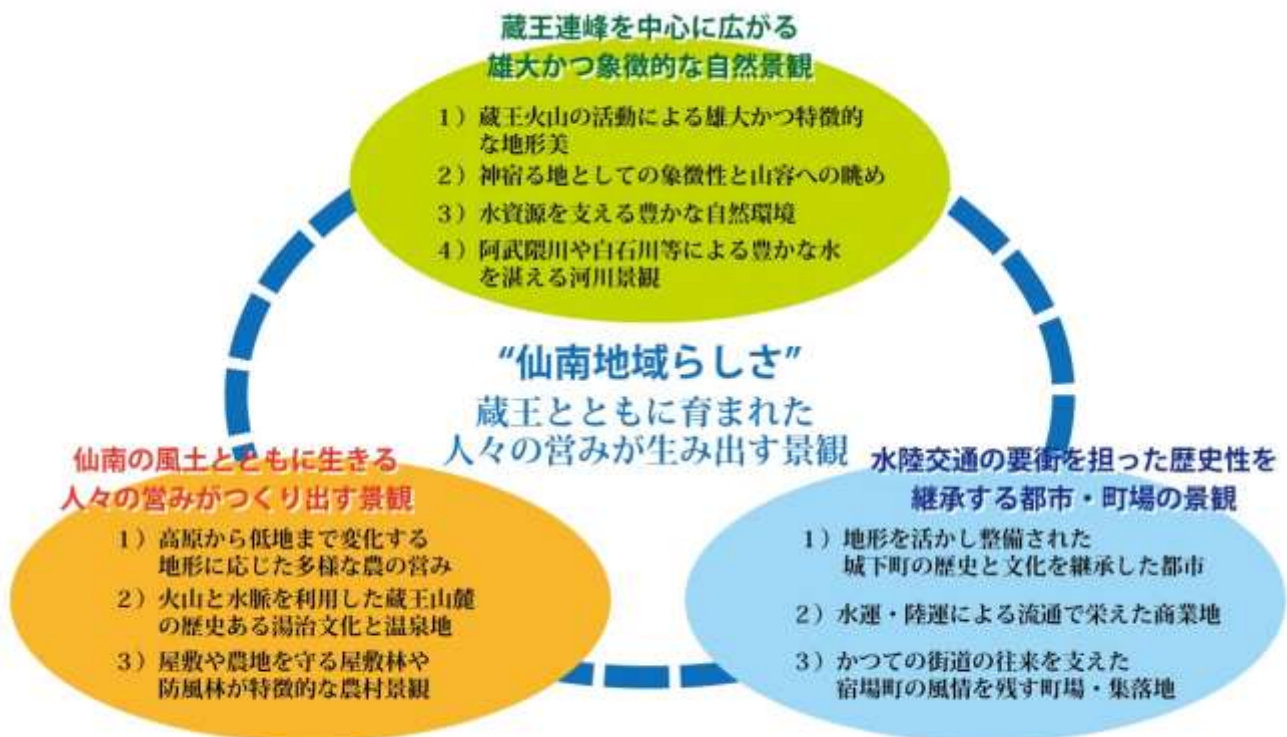 蔵王連峰を中心に広がる
雄大かつ象徴的な自然景観
1）蔵王火山の活動による雄大かつ特徴的
な地形美
2）神宿る地としての象徴性と山容への眺め
3）水資源を支える豊かな自然環境
4）阿武隈川や白石川等による豊かな水
を湛える河川景観
“仙南地域らしさ”
蔵王とともに育まれた
人々の営みが生み出す景観
仙南の風土とともに生きる
人々の営みがつくり出す景観
1）高原から低地まで変化する
地形に応じた多様な農の営み
2）火山と水脈を利用した蔵王山麓
の歴史ある湯治文化と温泉地
3）屋敷や農地を守る屋敷林や
防風林が特徴的な農村景観
水陸交通の要衝を担った歴史性を
継承する都市・町場の景観
1）地形を活かし整備された
城下町の歴史と文化を継承した都市
2）水運・陸運による流通で栄えた商業地
3）かつての街道の往来を支えた
宿場町の風情を残す町場・集落地